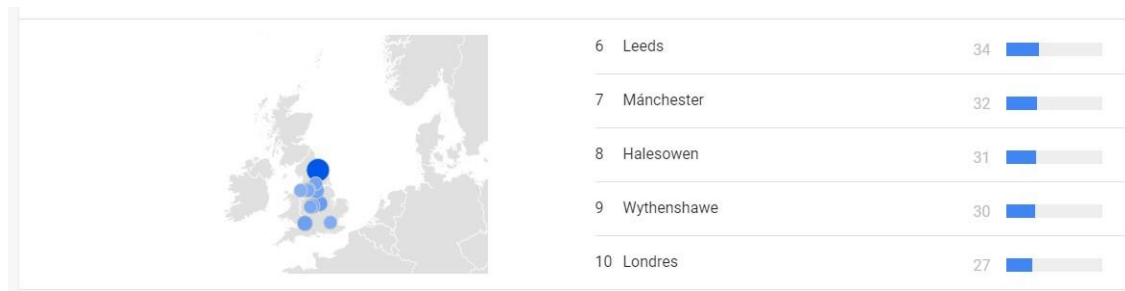 6 Leeds 34
7 Mánchester 32
8 Halesowen 31
9 Wythenshawe 30
10 Londres 27